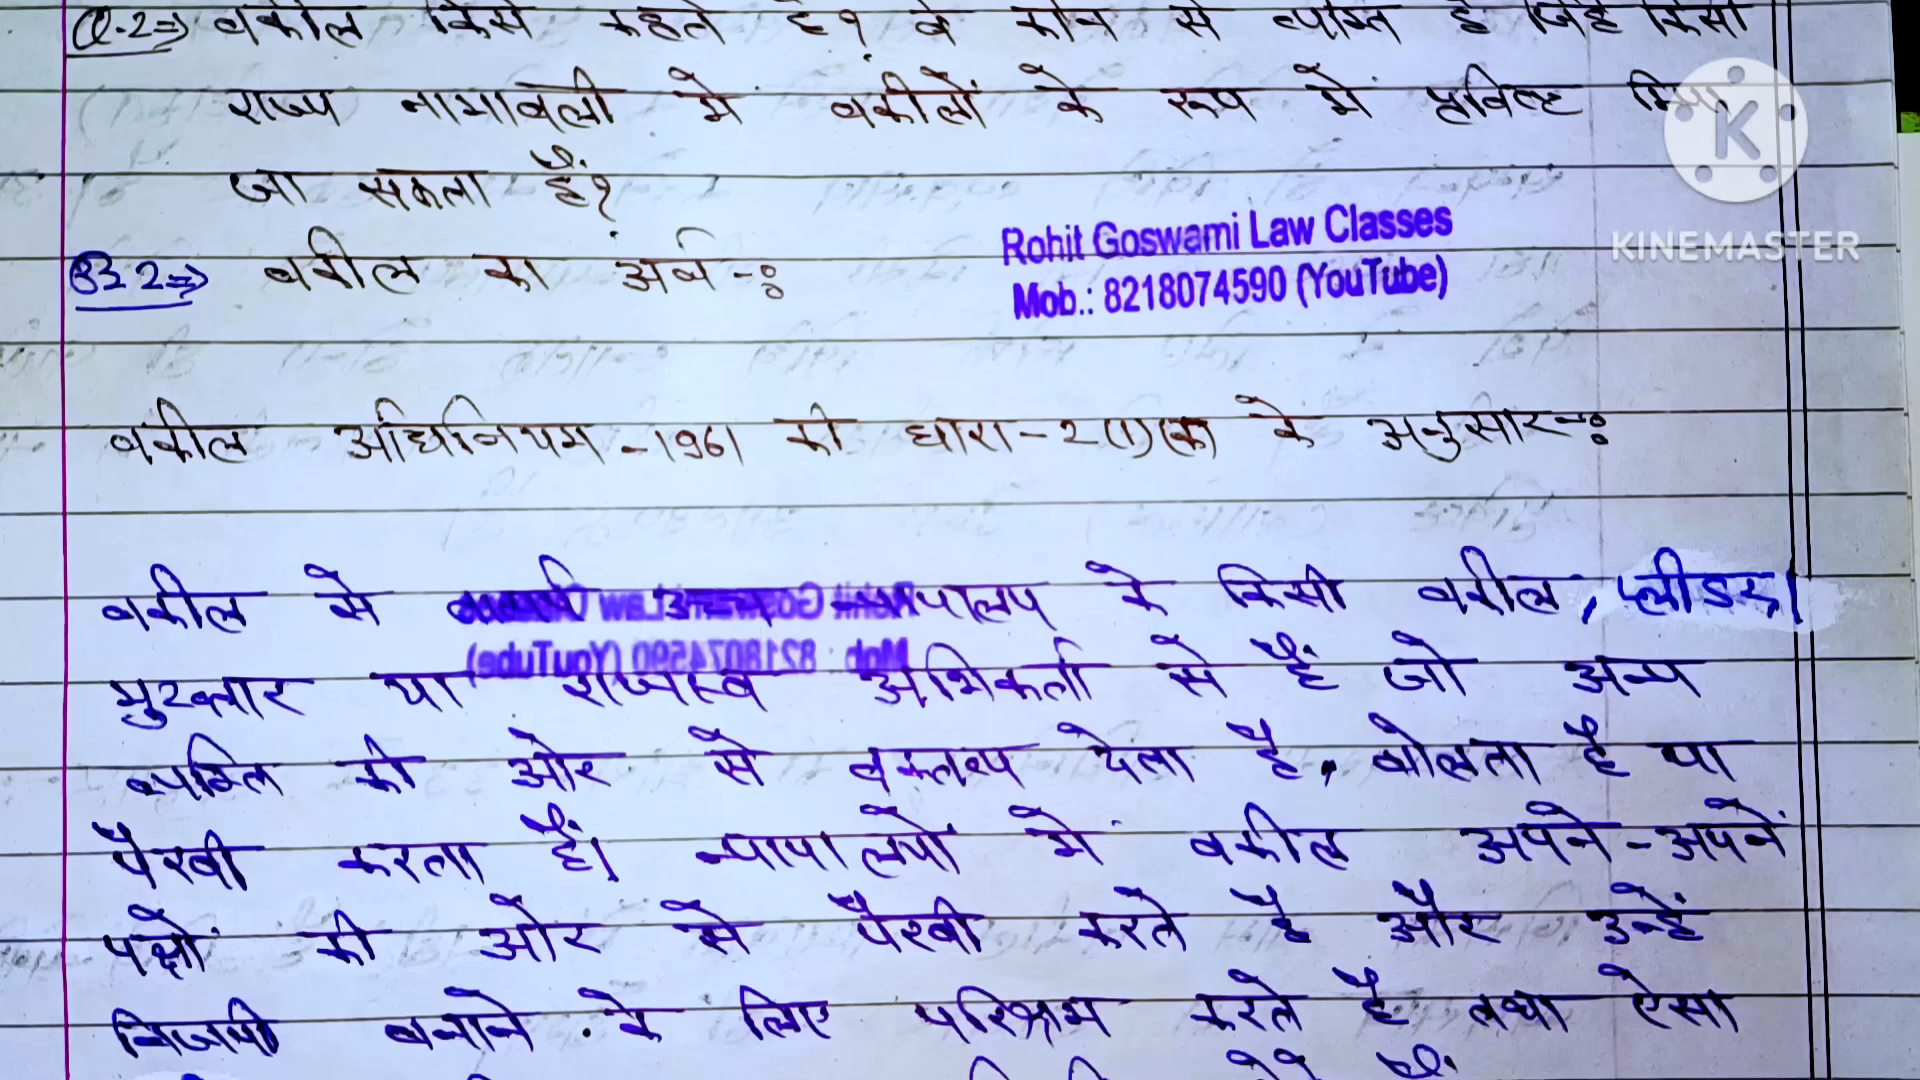 Q.2⇒ वकील किसे कहते है? वे कौन से व्यक्ति है जिन्हे किसी
राज्य नामावली में वकीलों के रूप में प्रविष्ट किया
जा सकता हैं?
KINEMASTER
Rohit Goswami Law Classes
Mob.: 8218074590 (YouTube)
उ2⇒ वकील का अर्थ -:
वकील अधिनियम -1961 की धारा - 2(1)(क) के अनुसार -:
वकील से न्यायालय के किसी वकील, प्लीडर,
मुख्तार या राजस्व अभिकर्ता से हैं जो अन्य
व्यक्ति की ओर से वक्तव्य देता है, बोलता है या
पैरवी करता हैं। न्यायालयों में वकील अपने-अपनें
पक्षों की ओर से पैरवी करते है और उन्हें
विजयी बनाने के लिए परिश्रम करते है तथा ऐसा